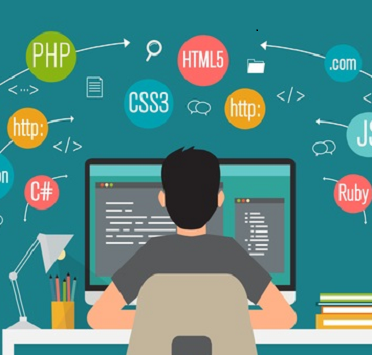 PHP
HTML5
.com
<...>
CSS3
http:
</>
http:
</>
JS
C#
Ruby